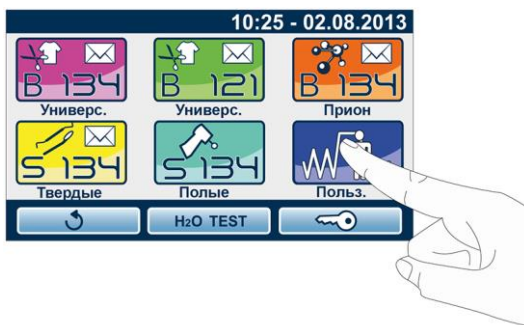 10:25 - 02.08.2013
B 134 B 121 B 134
Универс. Универс. Прион
S 134 S 134
Твердые Полые Польз.
H2O TEST